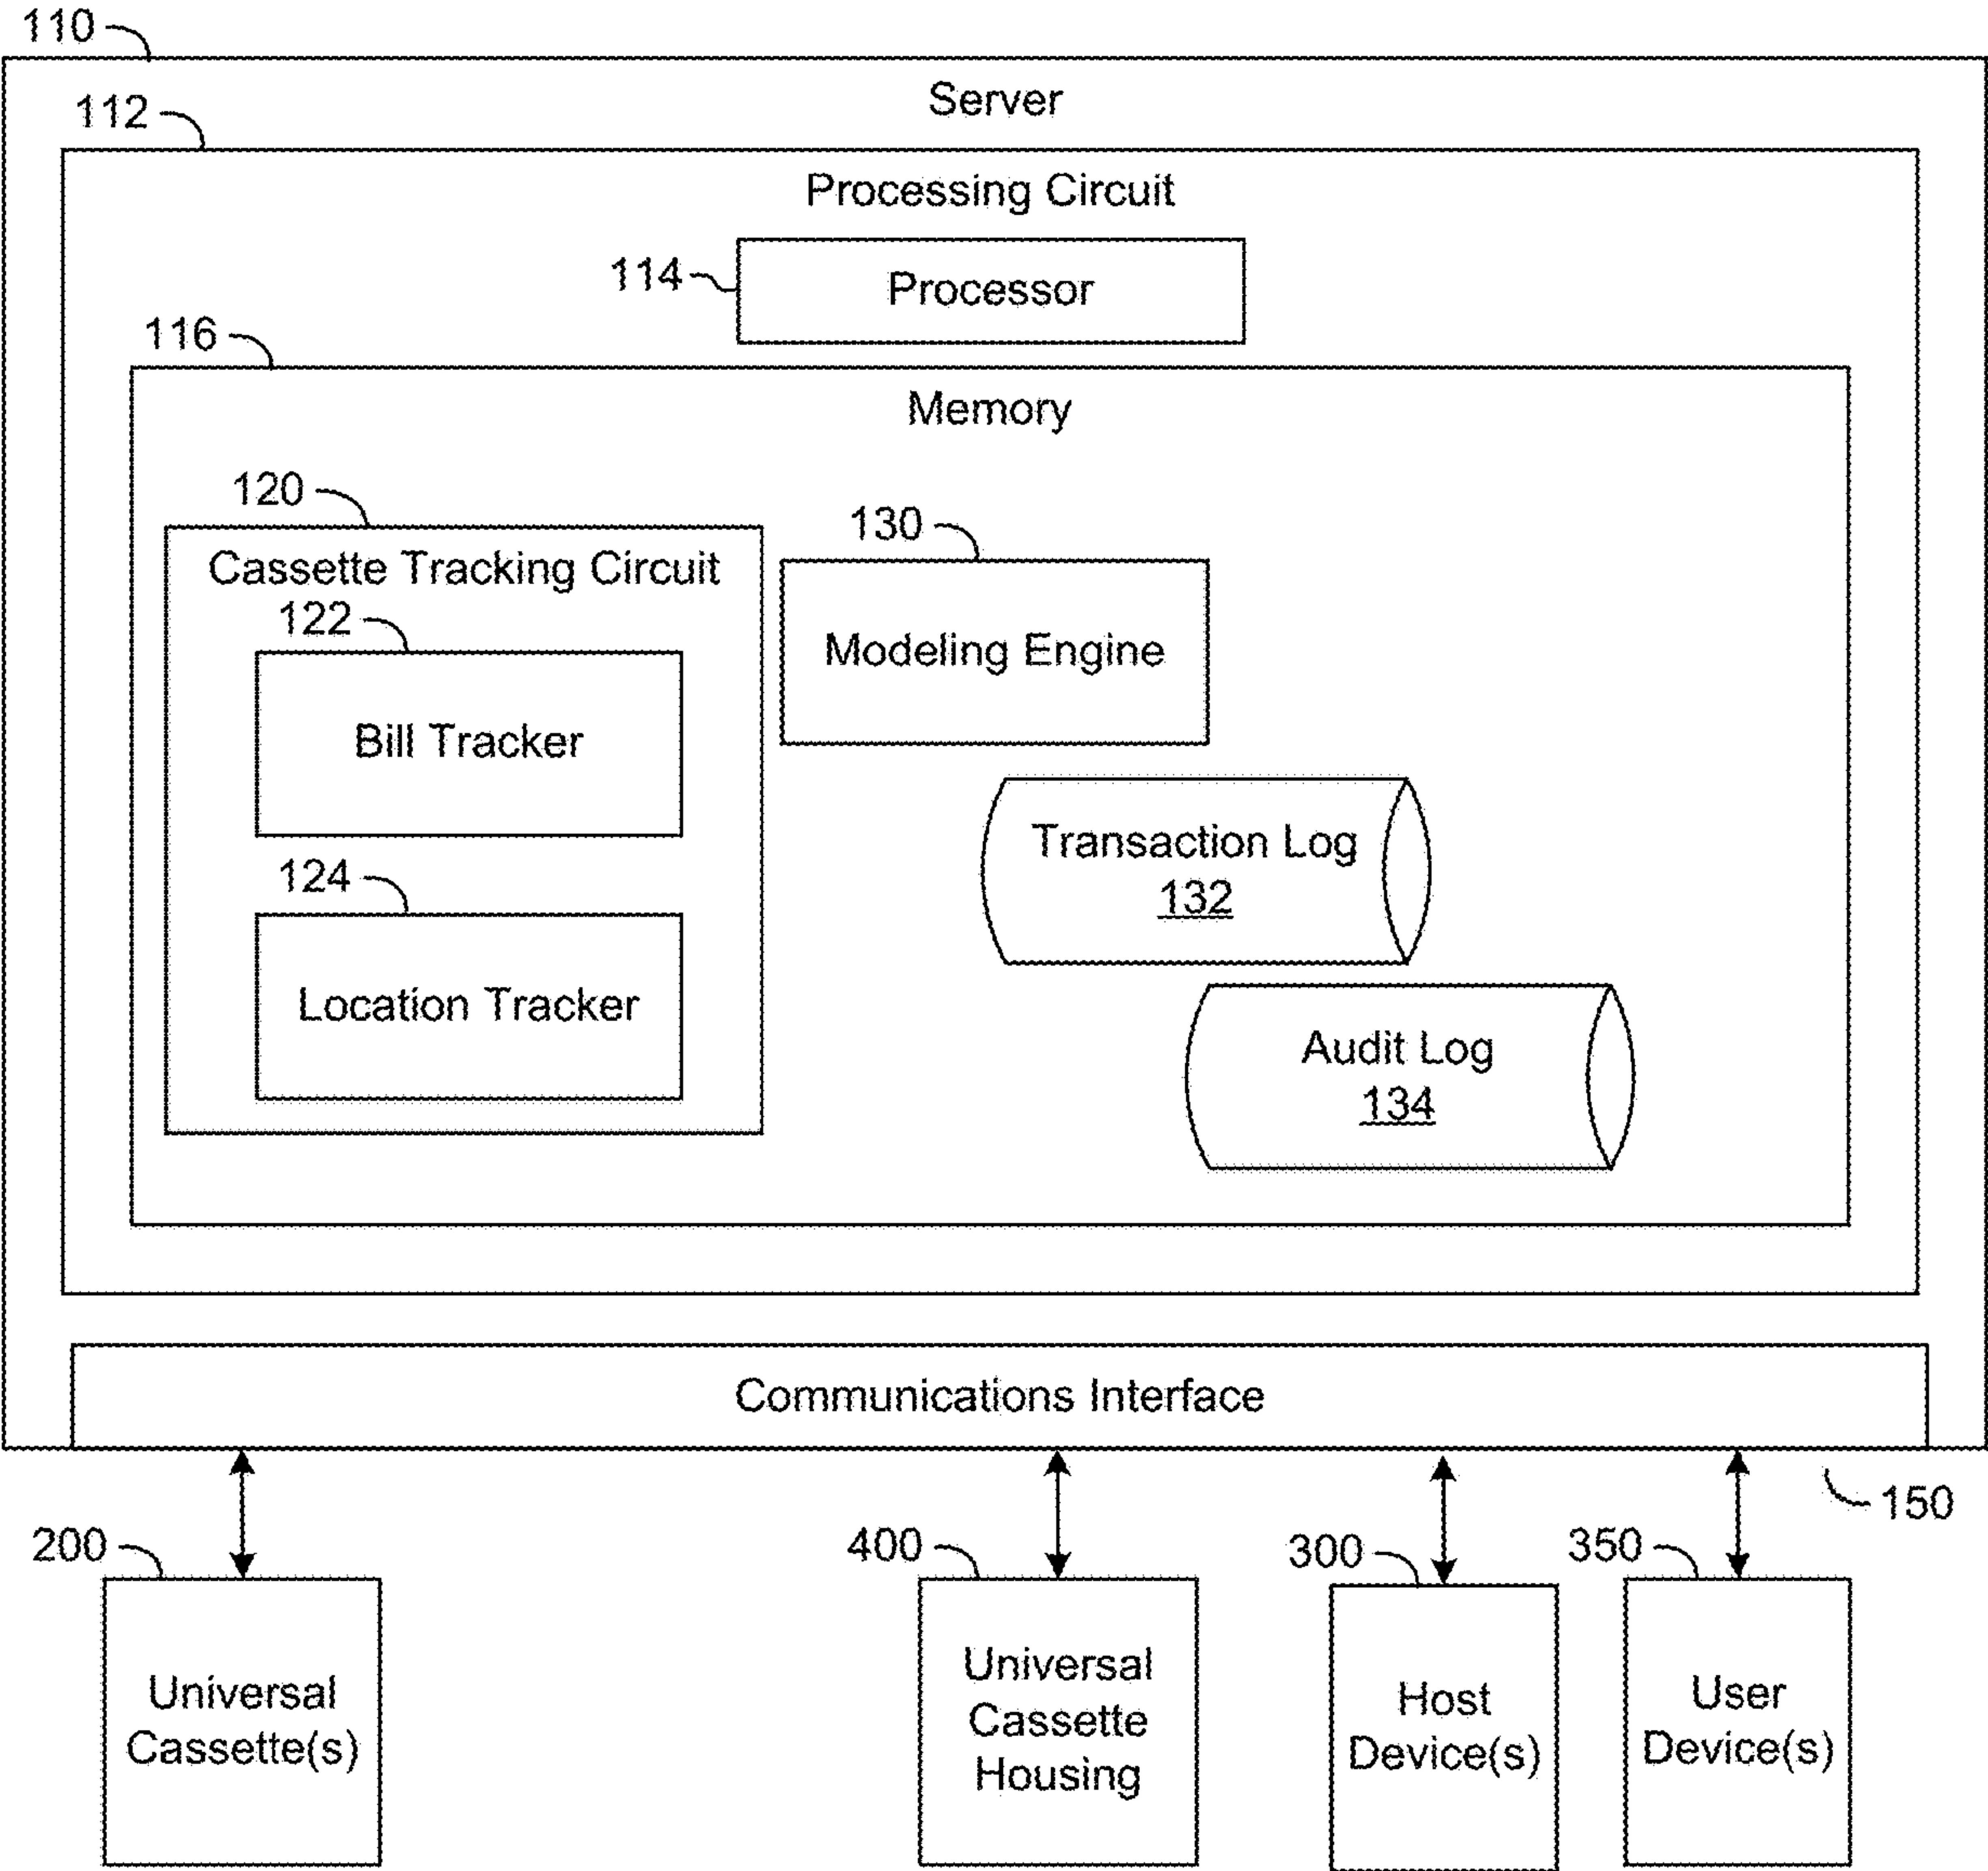 110
Server
112
Processing Circuit
114
Processor
116
Memory
120
Cassette Tracking Circuit
122
Bill Tracker
124
Location Tracker
130
Modeling Engine
Transaction Log
132
Audit Log
134
Communications Interface
150
200
Universal
Cassette(s)
400
Universal
Cassette
Housing
300
Host
Device(s)
350
User
Device(s)